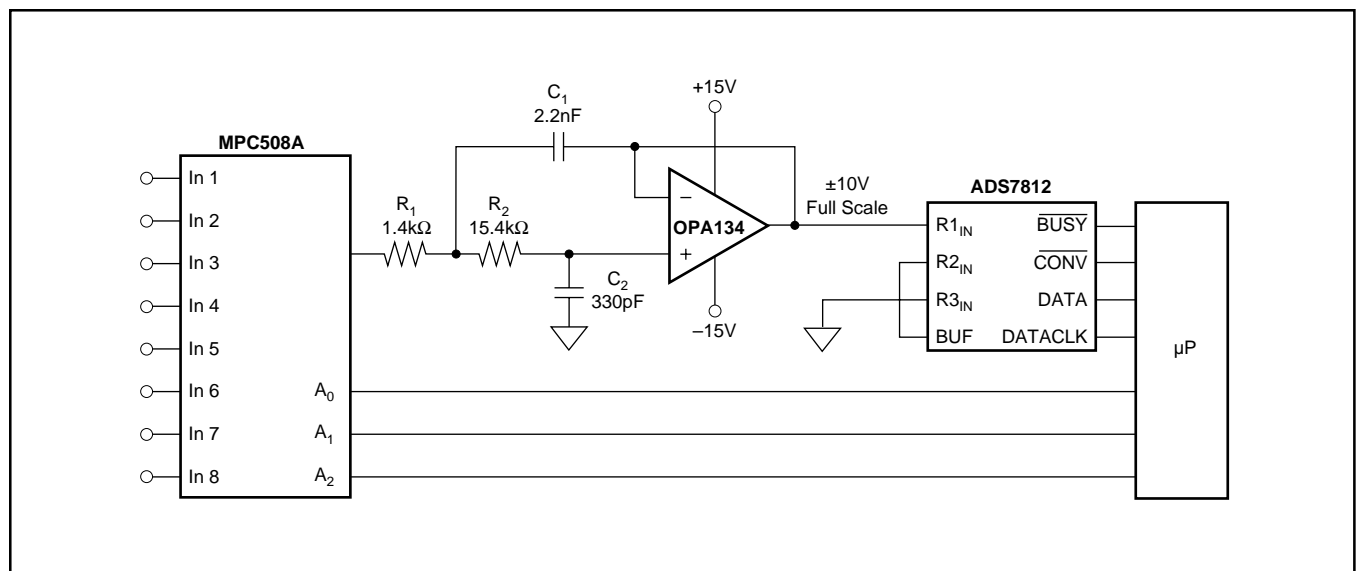 MPC508A
In 1
In 2
In 3
In 4
In 5
In 6
In 7
In 8
A₀
A₁
A₂
R₁
1.4kΩ
R₂
15.4kΩ
C₁
2.2nF
C₂
330pF
+15V
–
OPA134
+
–15V
±10V
Full Scale
ADS7812
R1IN
R2IN
R3IN
BUF
B̅U̅S̅Y̅
C̅O̅N̅V̅
DATA
DATACLK
µP